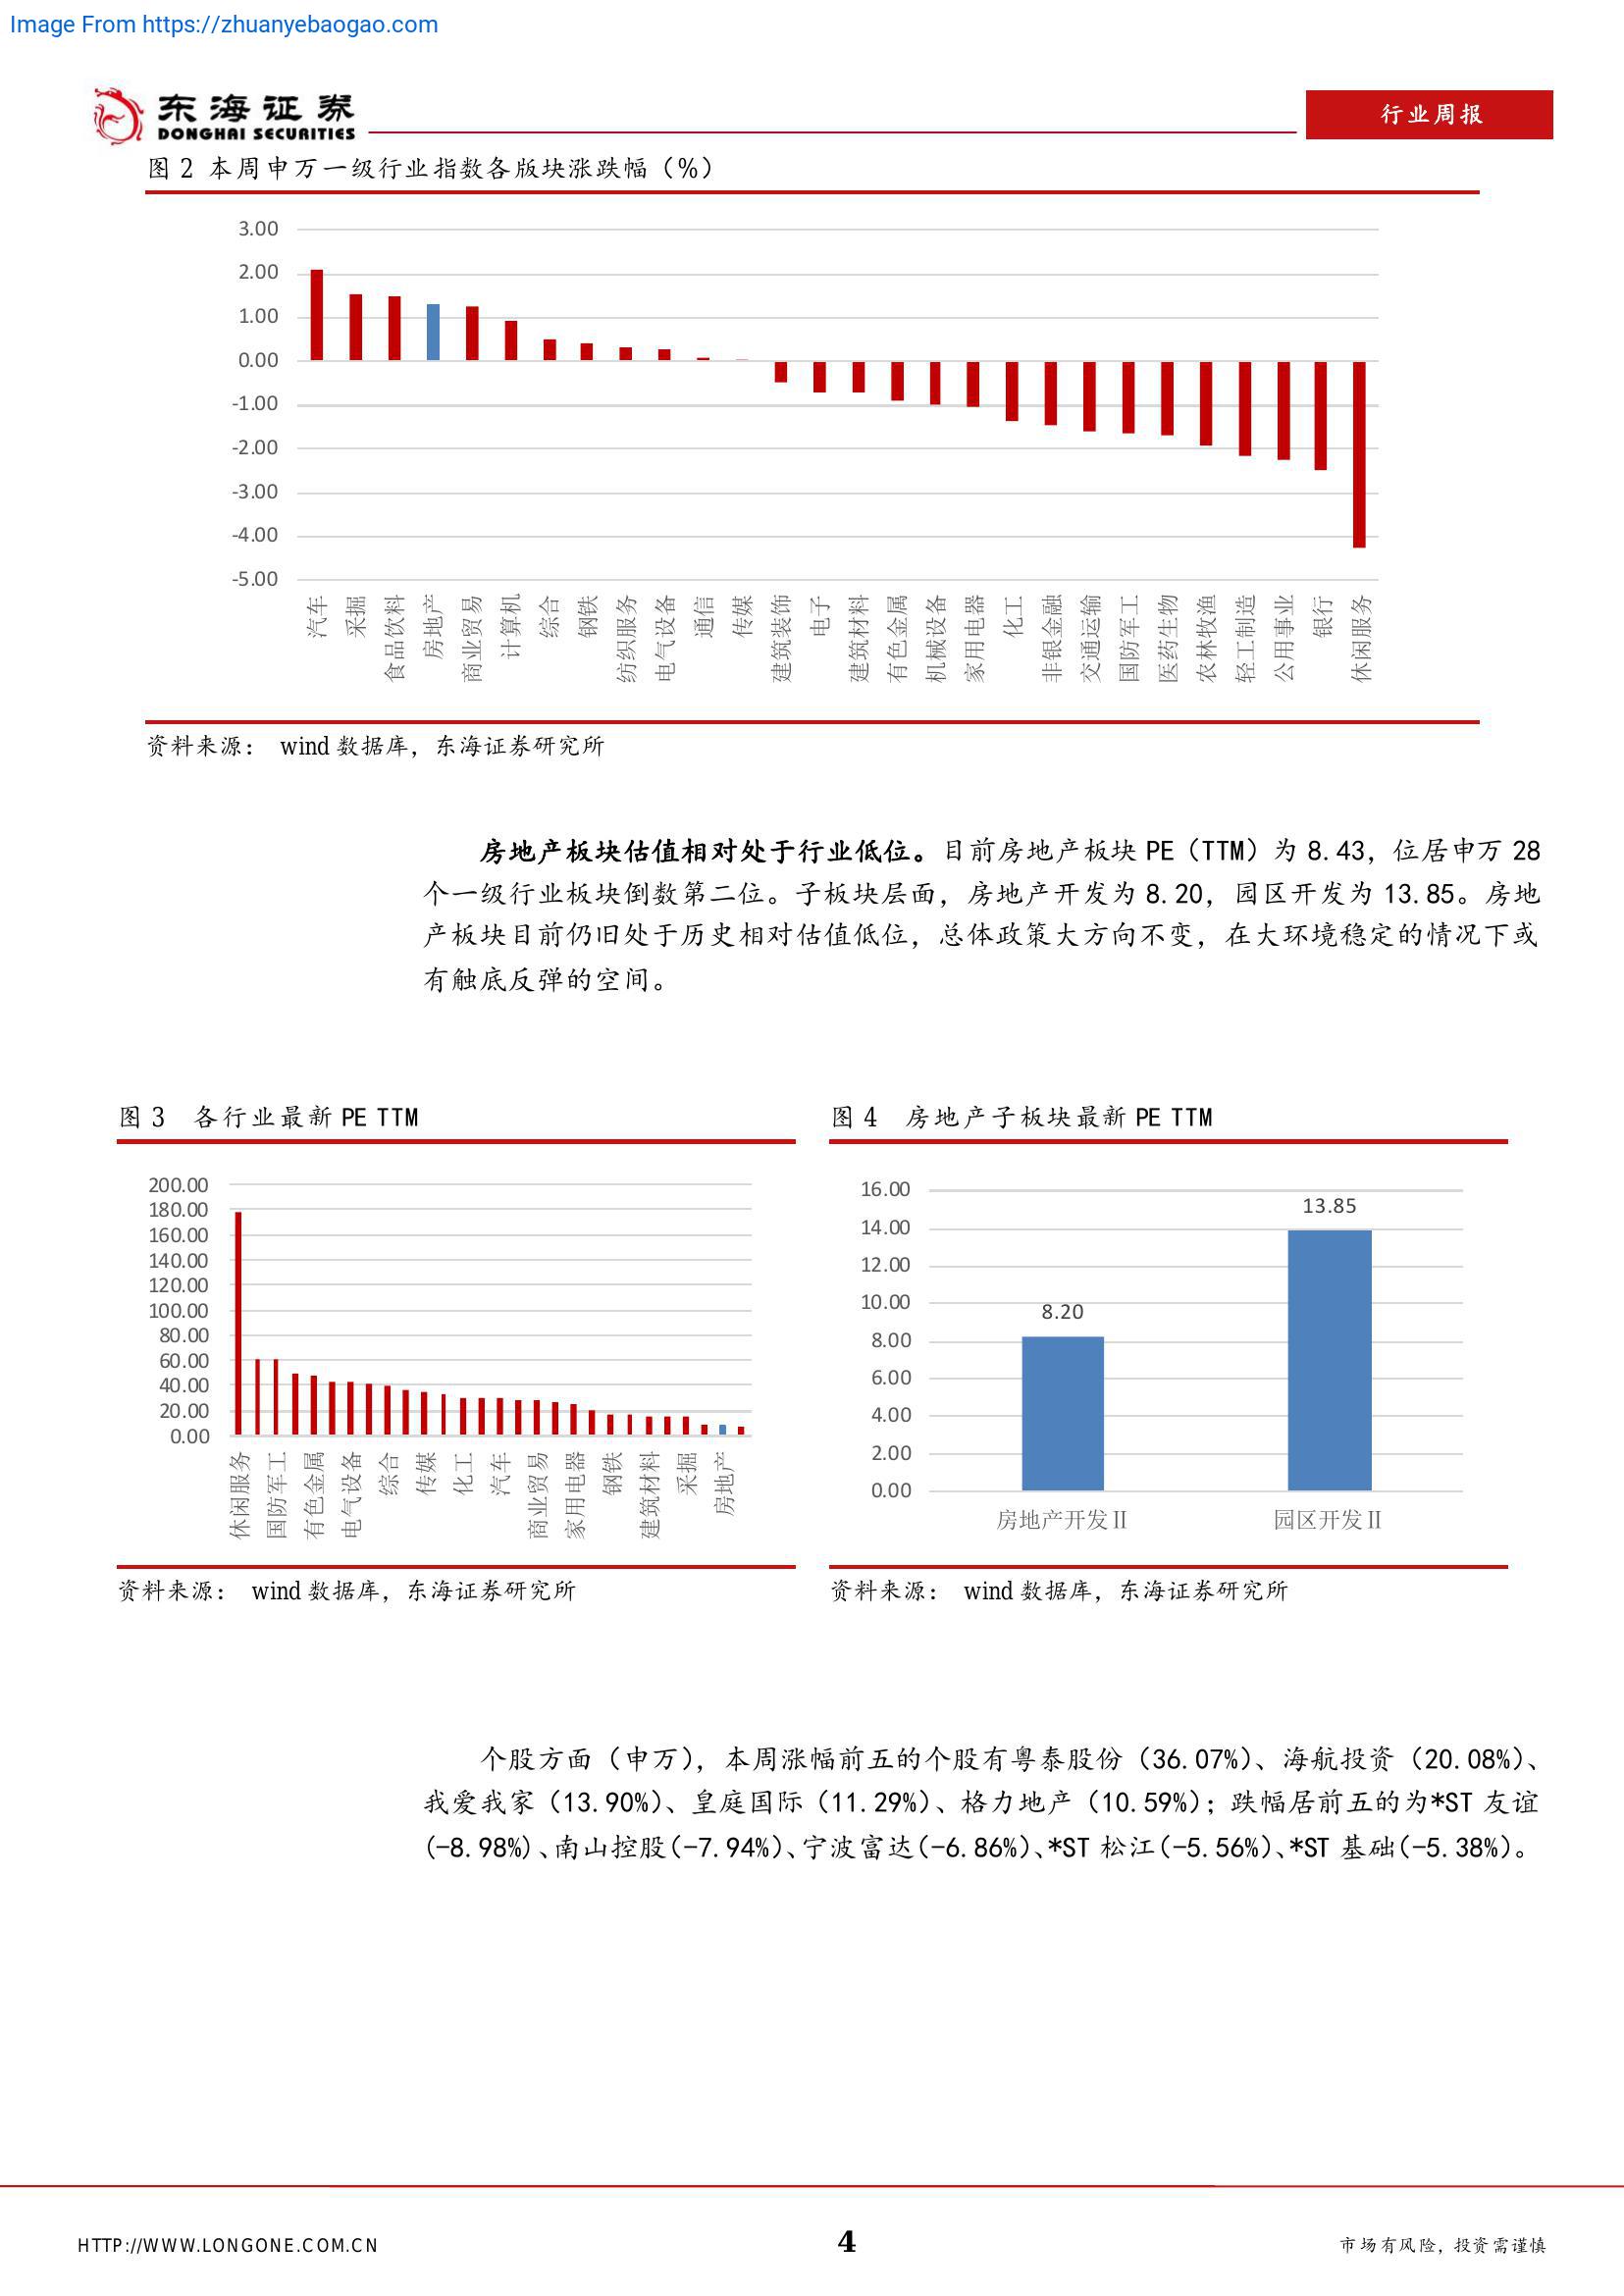 Image From https://zhuanyebaogao.com
东海证券
DONGHAI SECURITIES
行业周报
图 2 本周申万一级行业指数各版块涨跌幅（%）
3.00
2.00
1.00
0.00
-1.00
-2.00
-3.00
-4.00
-5.00
汽车
采掘
食品饮料
房地产
商业贸易
计算机
综合
钢铁
纺织服务
电气设备
通信
传媒
建筑装饰
电子
建筑材料
有色金属
机械设备
家用电器
化工
非银金融
交通运输
国防军工
医药生物
农林牧渔
轻工制造
公用事业
银行
休闲服务
资料来源： wind 数据库，东海证券研究所
房地产板块估值相对处于行业低位。目前房地产板块 PE（TTM）为 8.43，位居申万 28
个一级行业板块倒数第二位。子板块层面，房地产开发为 8.20，园区开发为 13.85。房地
产板块目前仍旧处于历史相对估值低位，总体政策大方向不变，在大环境稳定的情况下或
有触底反弹的空间。
图 3 各行业最新 PE TTM
200.00
180.00
160.00
140.00
120.00
100.00
80.00
60.00
40.00
20.00
0.00
休闲服务
国防军工
有色金属
电气设备
综合
传媒
化工
汽车
商业贸易
家用电器
钢铁
建筑材料
采掘
房地产
资料来源： wind 数据库，东海证券研究所
图 4 房地产子板块最新 PE TTM
16.00
14.00
12.00
10.00
8.00
6.00
4.00
2.00
0.00
8.20
13.85
房地产开发Ⅱ
园区开发Ⅱ
资料来源： wind 数据库，东海证券研究所
个股方面（申万），本周涨幅前五的个股有粤泰股份（36.07%）、海航投资（20.08%）、
我爱我家（13.90%）、皇庭国际（11.29%）、格力地产（10.59%）；跌幅居前五的为*ST 友谊
（-8.98%）、南山控股（-7.94%）、宁波富达（-6.86%）、*ST 松江（-5.56%）、*ST 基础（-5.38%）。
HTTP://WWW.LONGONE.COM.CN
4
市场有风险，投资需谨慎